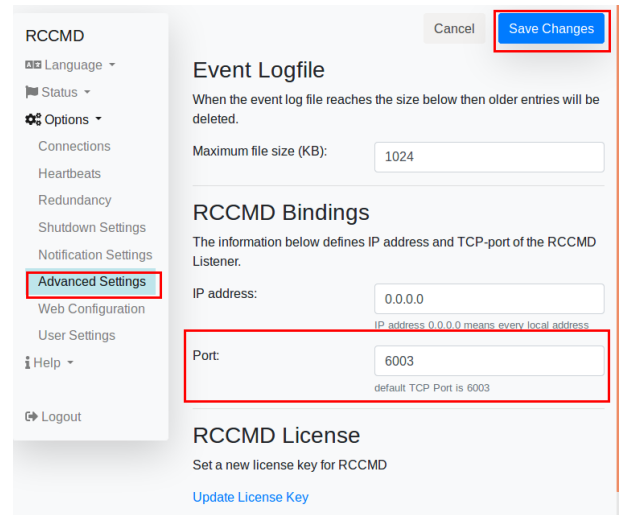 RCCMD
Language
Status
Options
Connections
Heartbeats
Redundancy
Shutdown Settings
Notification Settings
Advanced Settings
Web Configuration
User Settings
Help
Logout
Cancel
Save Changes
Event Logfile
When the event log file reaches the size below then older entries will be
deleted.
Maximum file size (KB):
1024
RCCMD Bindings
The information below defines IP address and TCP-port of the RCCMD
Listener.
IP address:
0.0.0.0
IP address 0.0.0.0 means every local address
Port:
6003
default TCP Port is 6003
RCCMD License
Set a new license key for RCCMD
Update License Key